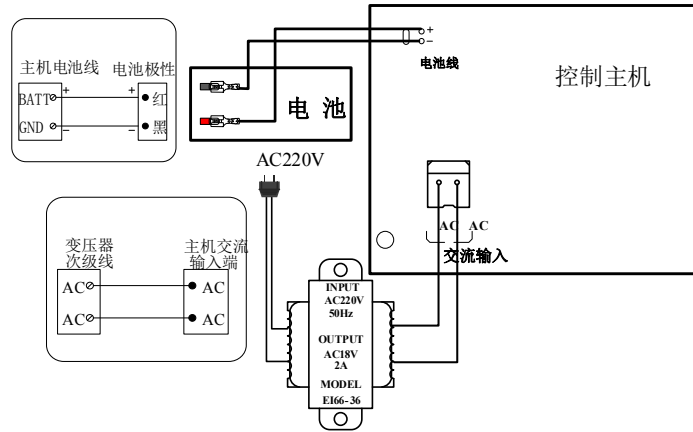 主机电池线 电池极性
BATT + + 红
GND − − 黑
+
−
电池线
控制主机
电 池
AC220V
变压器
次级线
主机交流
输入端
AC AC
AC AC
AC AC
交流输入
INPUT
AC220V
50Hz
OUTPUT
AC18V
2A
MODEL
EI66-36